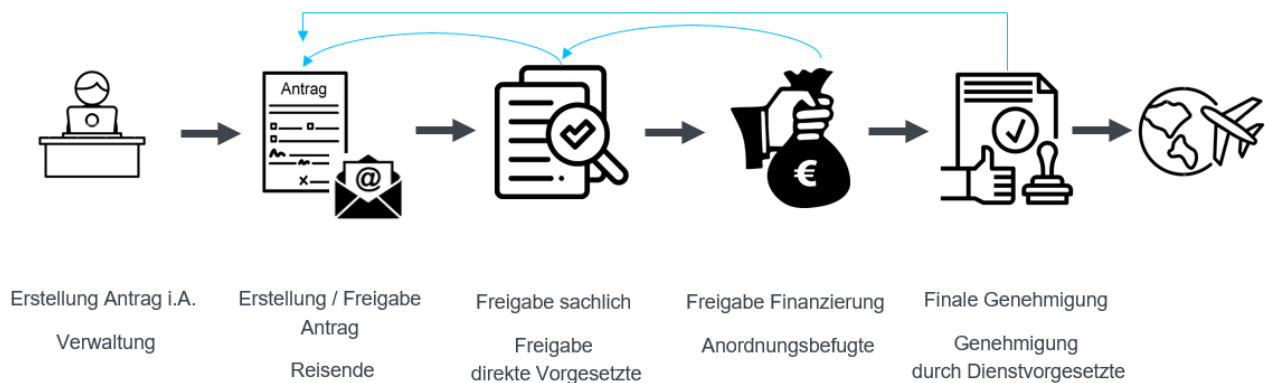 Antrag
@
x
€
Erstellung Antrag i.A.
Verwaltung
Erstellung / Freigabe
Antrag
Reisende
Freigabe sachlich
Freigabe
direkte Vorgesetzte
Freigabe Finanzierung
Anordnungsbefugte
Finale Genehmigung
Genehmigung
durch Dienstvorgesetzte